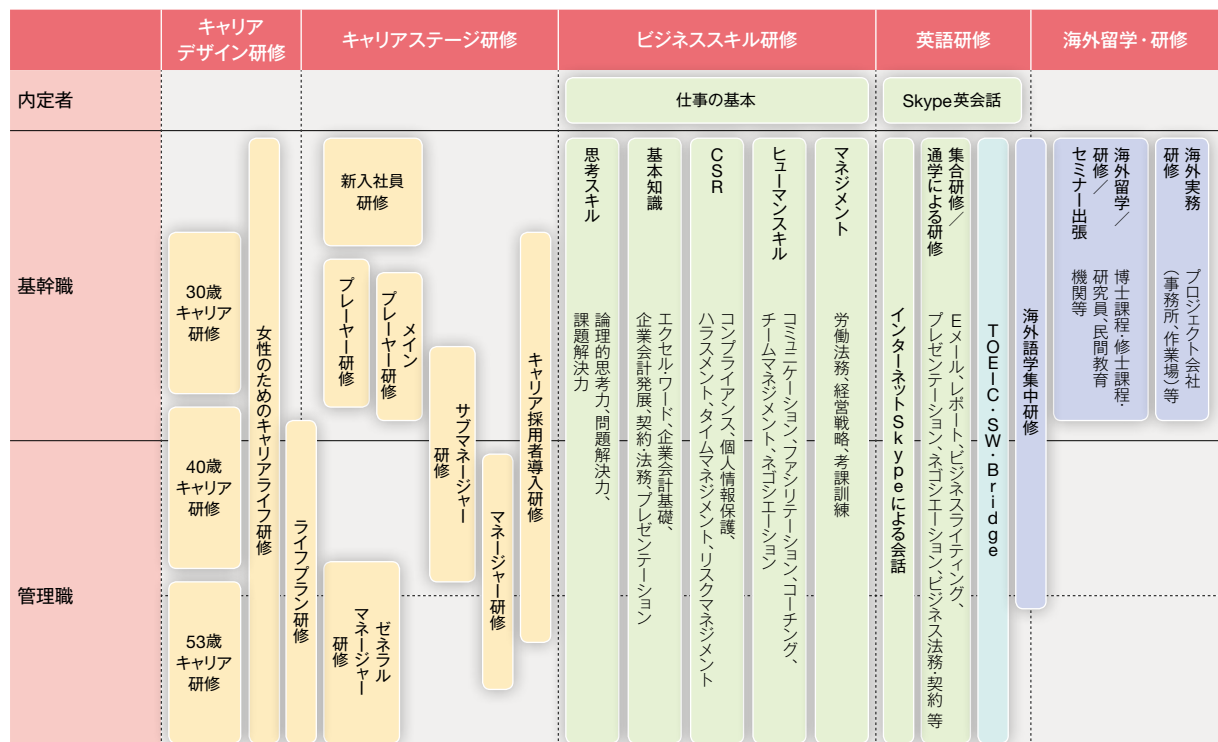 キャリア
デザイン研修
キャリアステージ研修
ビジネススキル研修
英語研修
海外留学・研修
内定者
仕事の基本
Skype英会話
基幹職
管理職
30歳
キャリア
研修
40歳
キャリア
研修
53歳
キャリア
研修
女性のためのキャリアライフ研修
ライフプラン研修
新入社員
研修
プレーヤー研修
メイン
プレーヤー研修
サブマネージャー
研修
マネージャー研修
ゼネラル
マネージャー
研修
キャリア採用者導入研修
思考スキル
論理的思考力、問題解決力、
課題解決力
基本知識
エクセル・ワード、企業会計基礎、
企業会計発展、契約・法務、プレゼンテーション
CSR
コンプライアンス、個人情報保護、
ハラスメント、タイムマネジメント、リスクマネジメント
ヒューマンスキル
コミュニケーション、ファシリテーション、コーチング、
チームマネジメント、ネゴシエーション
マネジメント
労働法務、経営戦略、考課訓練
インターネットSkypeによる会話
集合研修／
通学による研修
Eメール、レポート、ビジネスライティング、
プレゼンテーション、ネゴシエーション、ビジネス法務・契約 等
TOEIC・SW・Bridge
海外語学集中研修
海外留学／
研修／
セミナー出張
博士課程・修士課程・
研究員、民間教育
機関等
海外実務
研修
プロジェクト会社
（事務所、作業場）等